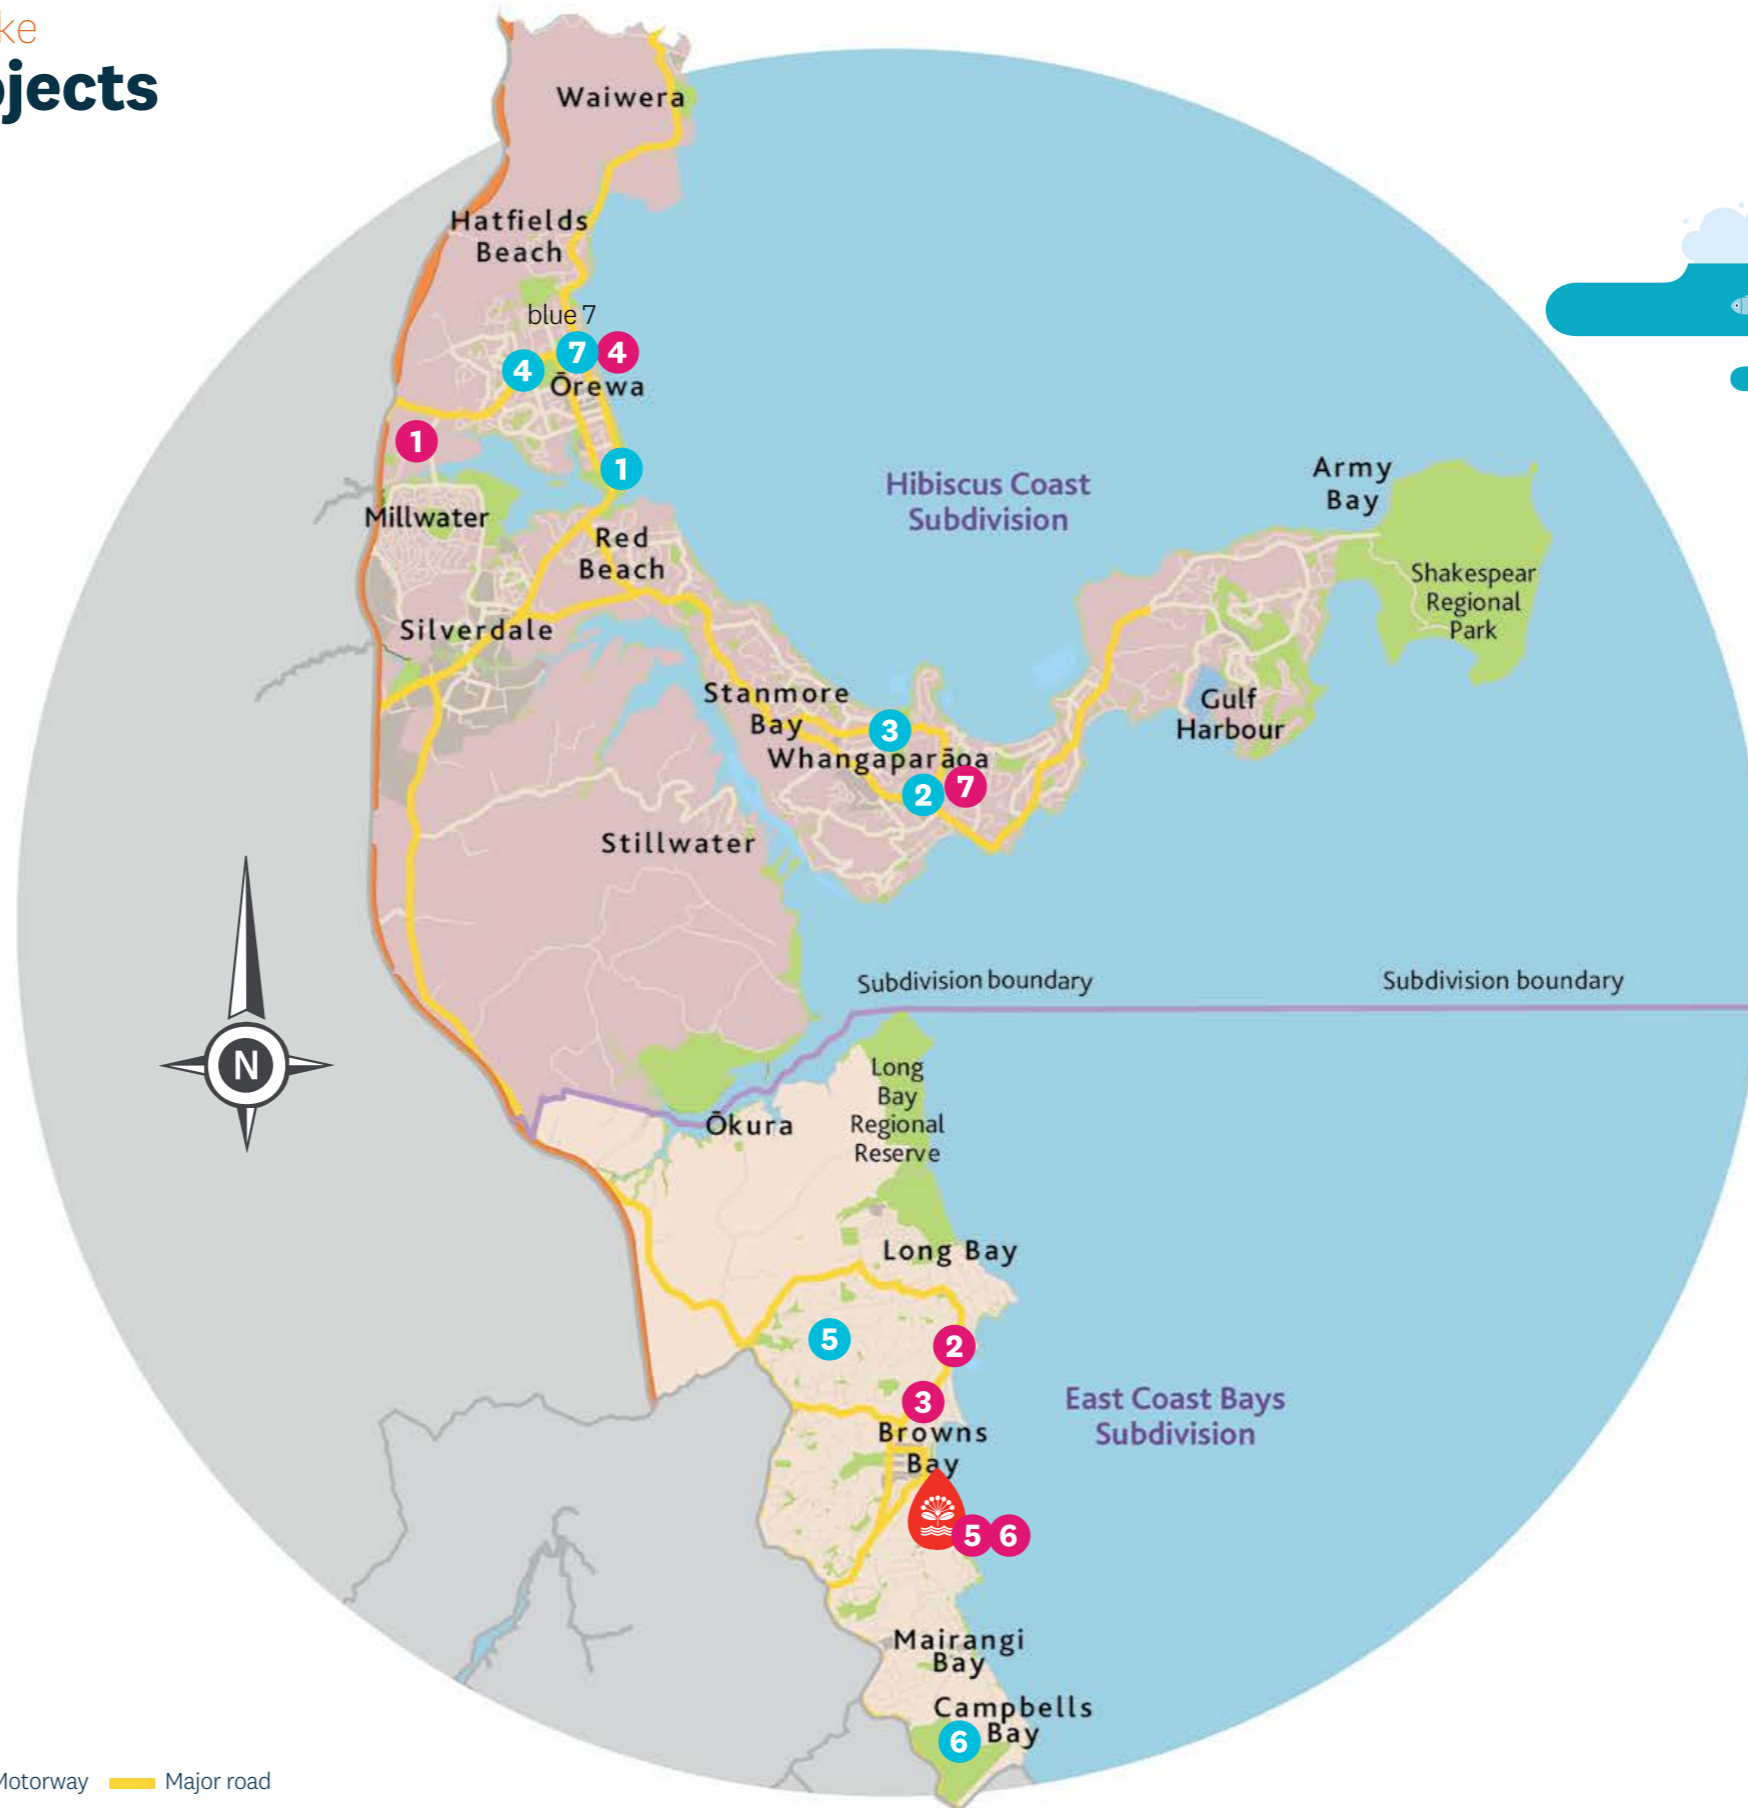 ke
jects
Waiwera
Hatfields
Beach
blue 7
7
4
4
Ōrewa
1
1
Millwater
Red
Beach
Silverdale
Hibiscus Coast
Subdivision
Army
Bay
Shakespear
Regional
Park
Stanmore
Bay
3
Whangaparāoa
2
7
Gulf
Harbour
Stillwater
Subdivision boundary
Subdivision boundary
N
Long
Bay
Regional
Reserve
Ōkura
Long Bay
5
2
3
Browns
Bay
East Coast Bays
Subdivision
5
6
Mairangi
Bay
Campbells
Bay
6
Motorway
Major road